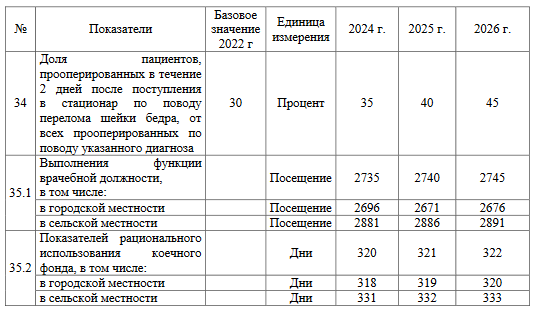 № Показатели Базовое значение 2022 г Единица измерения 2024 г. 2025 г. 2026 г.
34 Доля пациентов,
прооперированных в течение
2 дней после поступления
в стационар по поводу
перелома шейки бедра, от
всех прооперированных по
поводу указанного диагноза 30 Процент 35 40 45
35.1 Выполнения функции
врачебной должности,
в том числе: Посещение 2735 2740 2745
в городской местности Посещение 2696 2671 2676
в сельской местности Посещение 2881 2886 2891
35.2 Показателей рационального
использования коечного
фонда, в том числе: Дни 320 321 322
в городской местности Дни 318 319 320
в сельской местности Дни 331 332 333